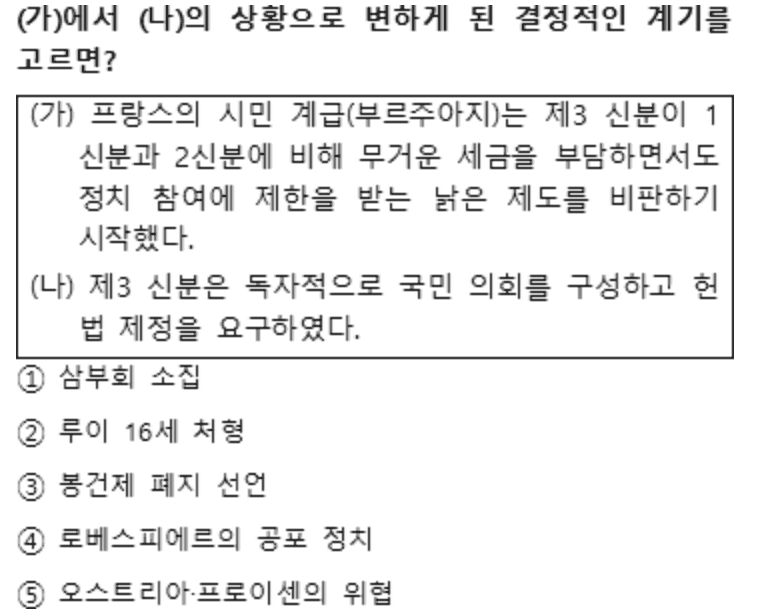 (가)에서 (나)의 상황으로 변하게 된 결정적인 계기를
고르면?
(가) 프랑스의 시민 계급(부르주아지)는 제3 신분이 1
신분과 2신분에 비해 무거운 세금을 부담하면서도
정치 참여에 제한을 받는 낡은 제도를 비판하기
시작했다.
(나) 제3 신분은 독자적으로 국민 의회를 구성하고 헌
법 제정을 요구하였다.
① 삼부회 소집
② 루이 16세 처형
③ 봉건제 폐지 선언
④ 로베스피에르의 공포 정치
⑤ 오스트리아·프로이센의 위협